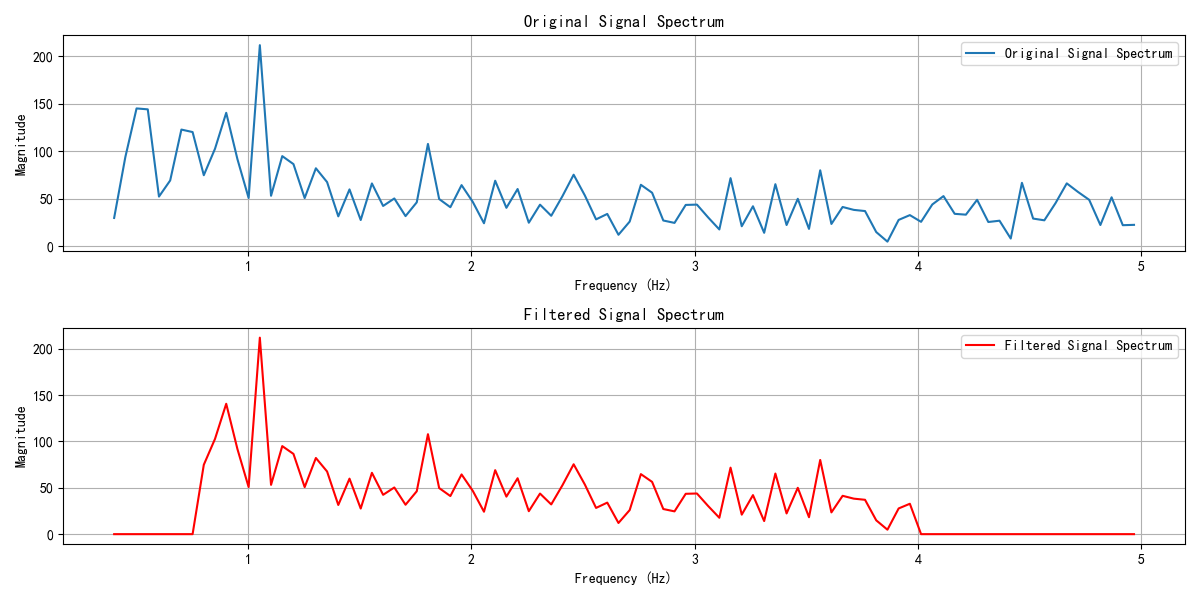 Original Signal Spectrum
Original Signal Spectrum
Magnitude
200
150
100
50
0
1 2 3 4 5
Frequency (Hz)
Filtered Signal Spectrum
Filtered Signal Spectrum
Magnitude
200
150
100
50
0
1 2 3 4 5
Frequency (Hz)